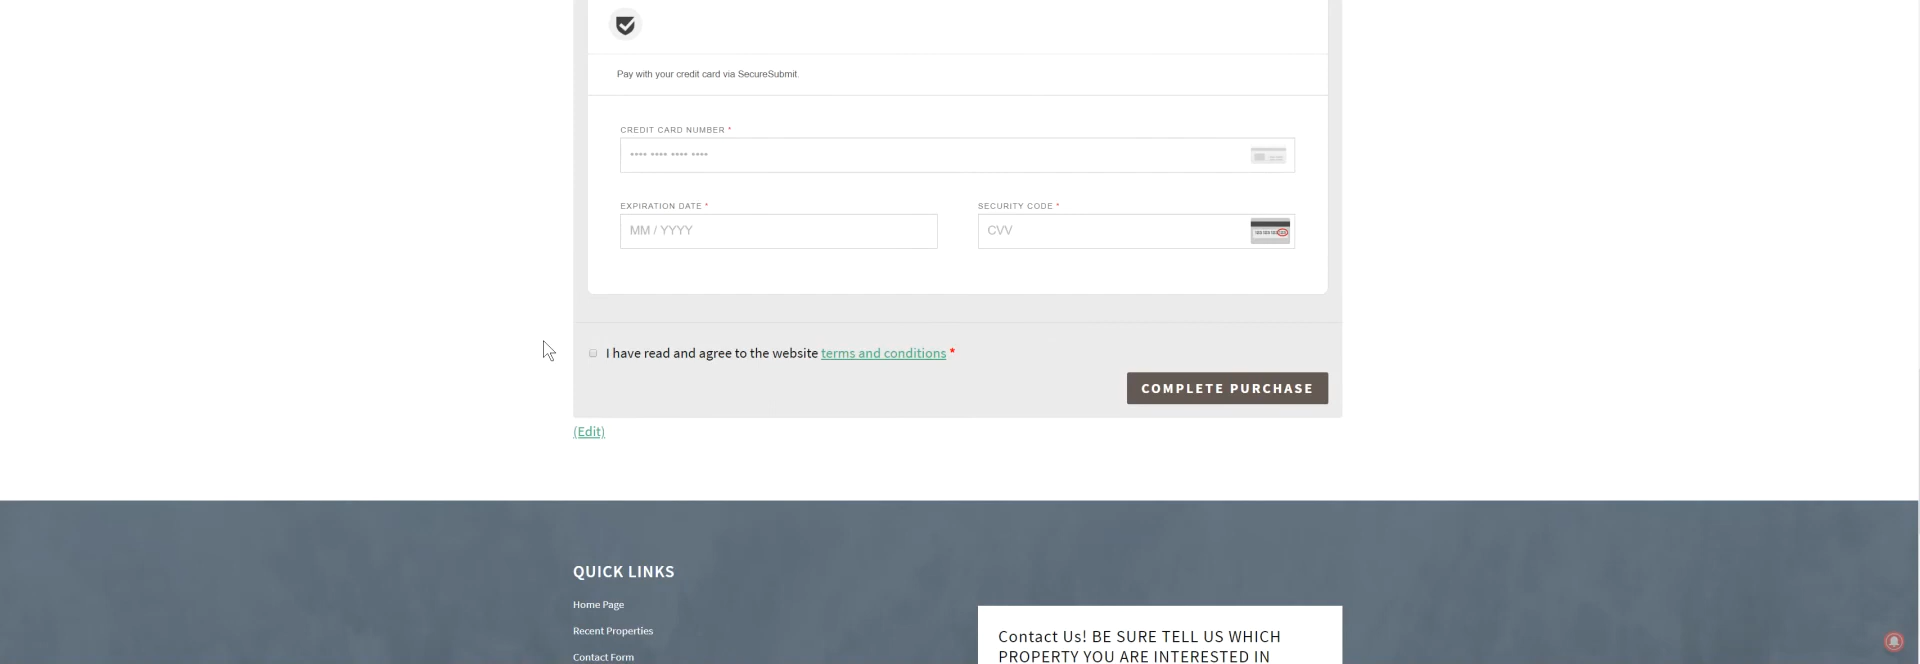 Pay with your credit card via SecureSubmit.
CREDIT CARD NUMBER *
•••• •••• •••• ••••
EXPIRATION DATE *
SECURITY CODE *
MM / YYYY
CVV
I have read and agree to the website terms and conditions *
COMPLETE PURCHASE
(Edit)
QUICK LINKS
Home Page
Recent Properties
Contact Form
Contact Us! BE SURE TELL US WHICH
PROPERTY YOU ARE INTERESTED IN